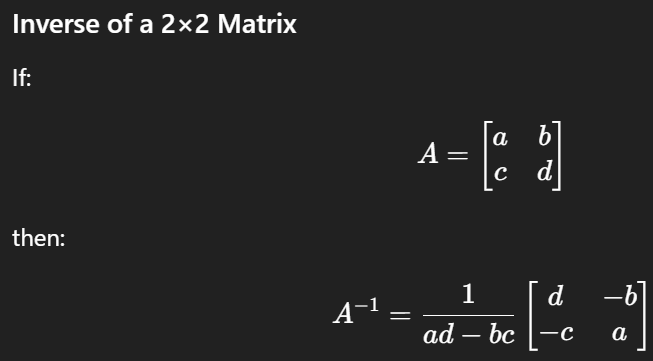 Inverse of a 2×2 Matrix
If:
A = [a b
c d]
then:
A⁻¹ = 1/(ad − bc) [d −b
−c a]